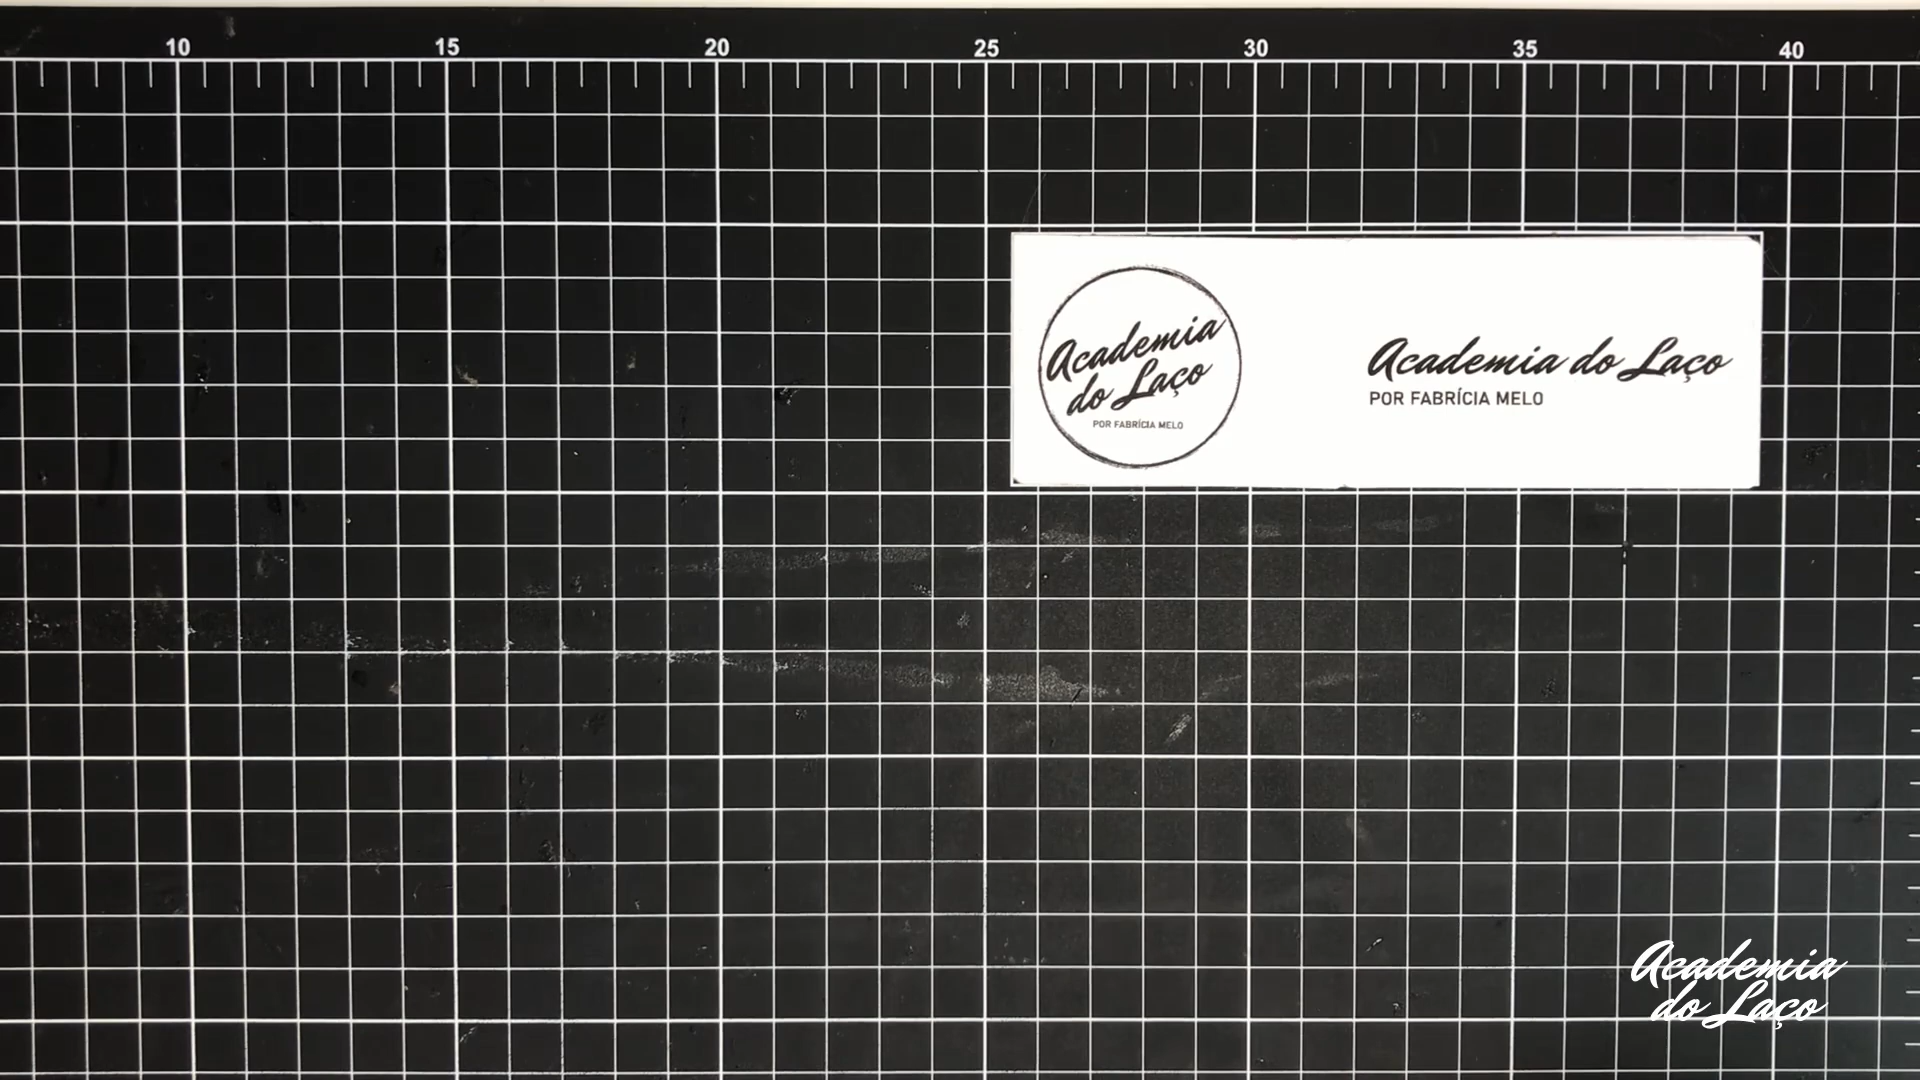 10 15 20 25 30 35 40
Academia
do Laço
POR FABRÍCIA MELO
Academia do Laço
POR FABRÍCIA MELO
Academia
do Laço